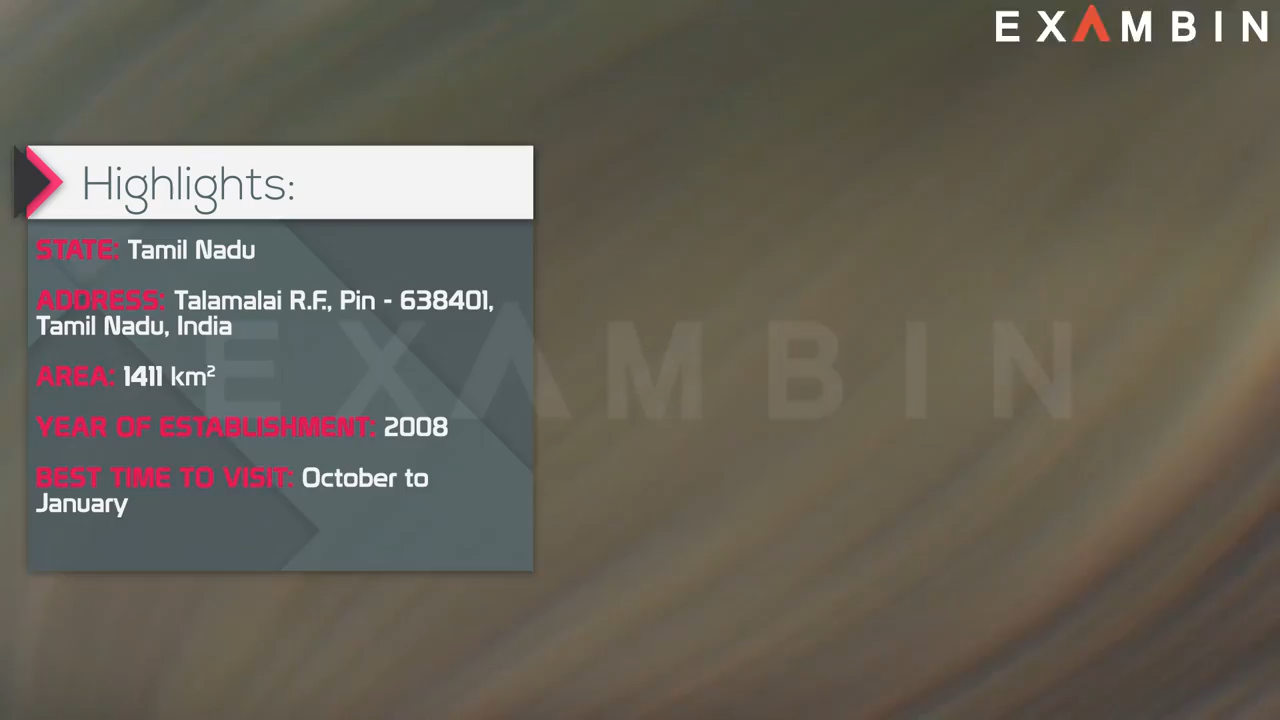 EXAMBIN
Highlights:
STATE: Tamil Nadu
ADDRESS: Talamalai R.F., Pin - 638401,
Tamil Nadu, India
AREA: 1411 km²
YEAR OF ESTABLISHMENT: 2008
BEST TIME TO VISIT: October to
January
EXAMBIN